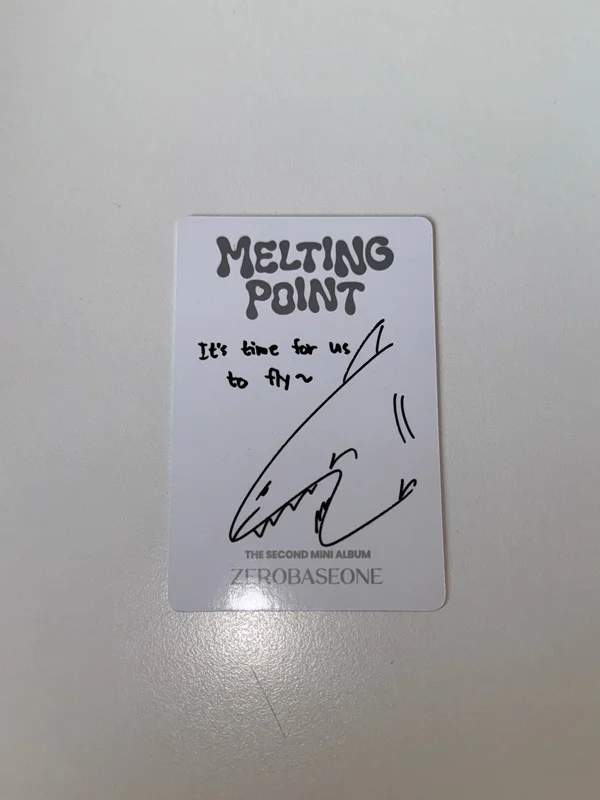 MELTING
POINT
It's time for us
to fly~
THE SECOND MINI ALBUM
ZEROBASEONE